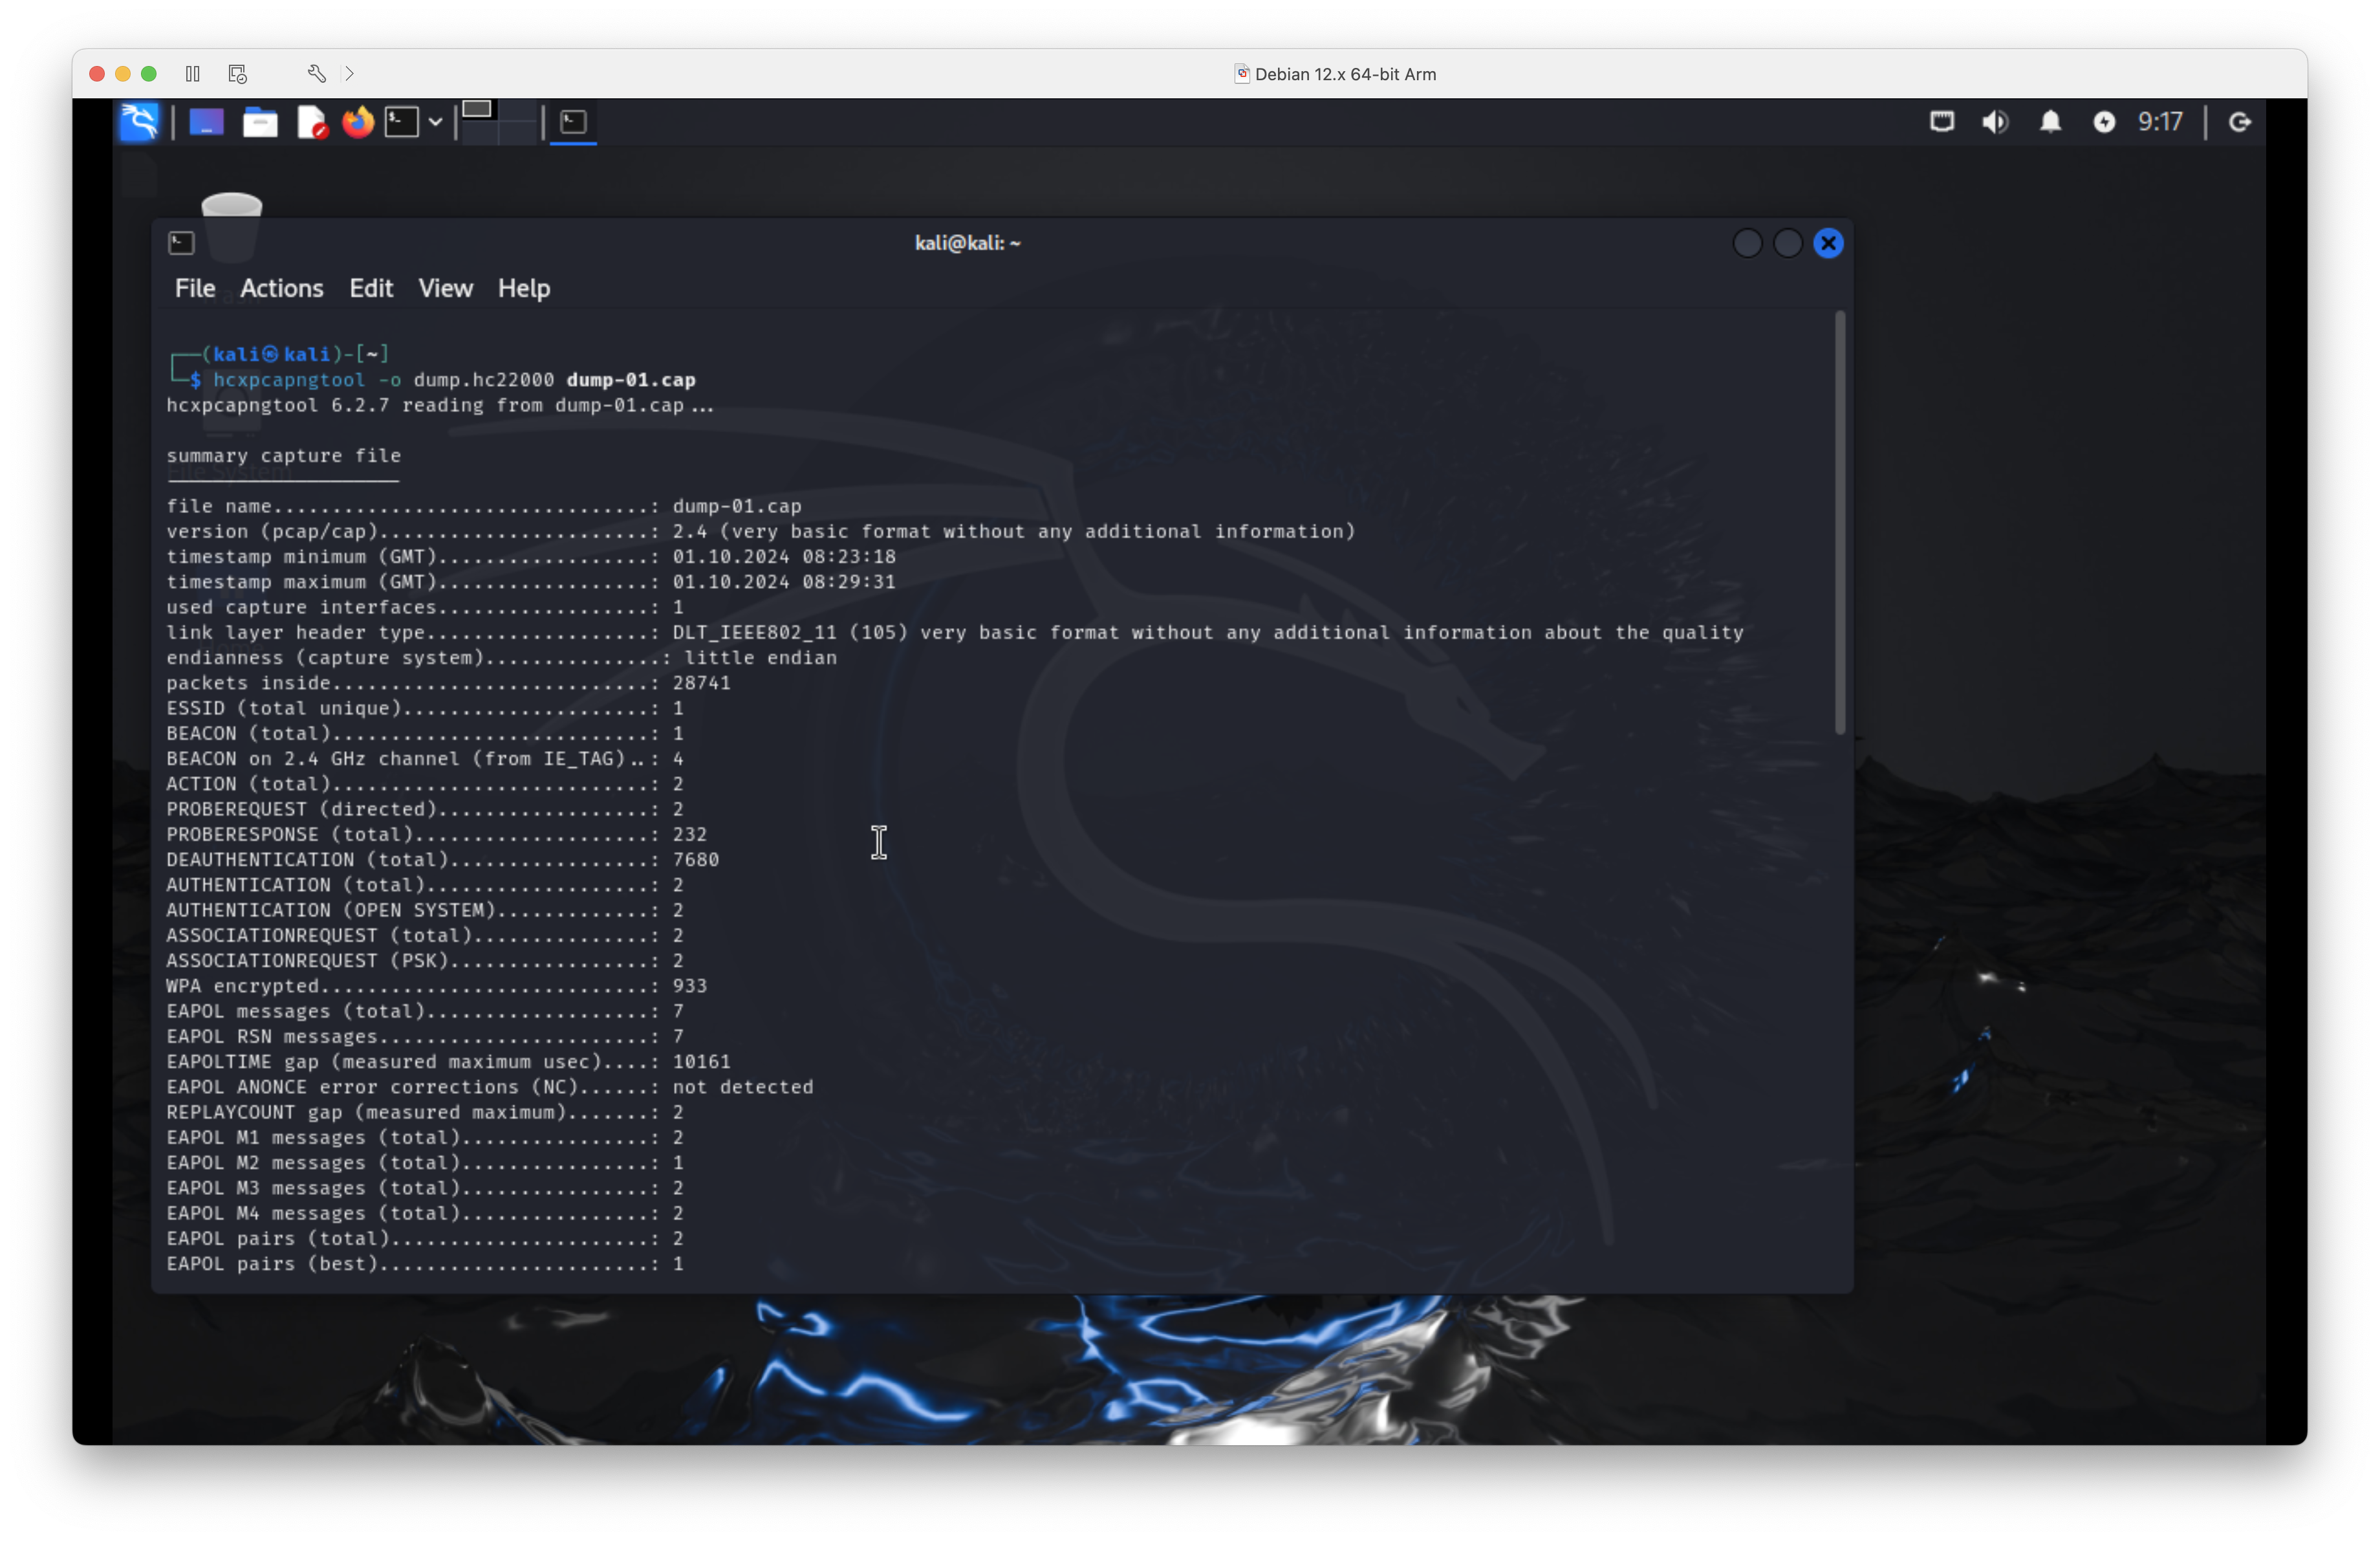 Debian 12.x 64-bit Arm
9:17
kali@kali: ~
File Actions Edit View Help
(kali㉿kali)-[~]
$ hcxpcapngtool -o dump.hc22000 dump-01.cap
hcxpcapngtool 6.2.7 reading from dump-01.cap...
summary capture file
file name................................: dump-01.cap
version (pcap/cap).......................: 2.4 (very basic format without any additional information)
timestamp minimum (GMT)..................: 01.10.2024 08:23:18
timestamp maximum (GMT)..................: 01.10.2024 08:29:31
used capture interfaces..................: 1
link layer header type...................: DLT_IEEE802_11 (105) very basic format without any additional information about the quality
endianness (capture system)...............: little endian
packets inside...........................: 28741
ESSID (total unique).....................: 1
BEACON (total)...........................: 1
BEACON on 2.4 GHz channel (from IE_TAG)..: 4
ACTION (total)...........................: 2
PROBEREQUEST (directed)..................: 2
PROBERESPONSE (total)....................: 232
DEAUTHENTICATION (total).................: 7680
AUTHENTICATION (total)...................: 2
AUTHENTICATION (OPEN SYSTEM).............: 2
ASSOCIATIONREQUEST (total)...............: 2
ASSOCIATIONREQUEST (PSK).................: 2
WPA encrypted............................: 933
EAPOL messages (total)...................: 7
EAPOL RSN messages.......................: 7
EAPOLTIME gap (measured maximum usec)....: 10161
EAPOL ANONCE error corrections (NC)......: not detected
REPLAYCOUNT gap (measured maximum).......: 2
EAPOL M1 messages (total)................: 2
EAPOL M2 messages (total)................: 1
EAPOL M3 messages (total)................: 2
EAPOL M4 messages (total)................: 2
EAPOL pairs (total)......................: 2
EAPOL pairs (best).......................: 1